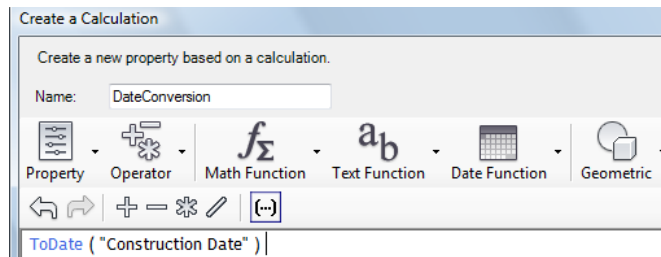 Create a Calculation
Create a new property based on a calculation.
Name: DateConversion
Property Operator Math Function Text Function Date Function Geometric
ToDate ( "Construction Date" )